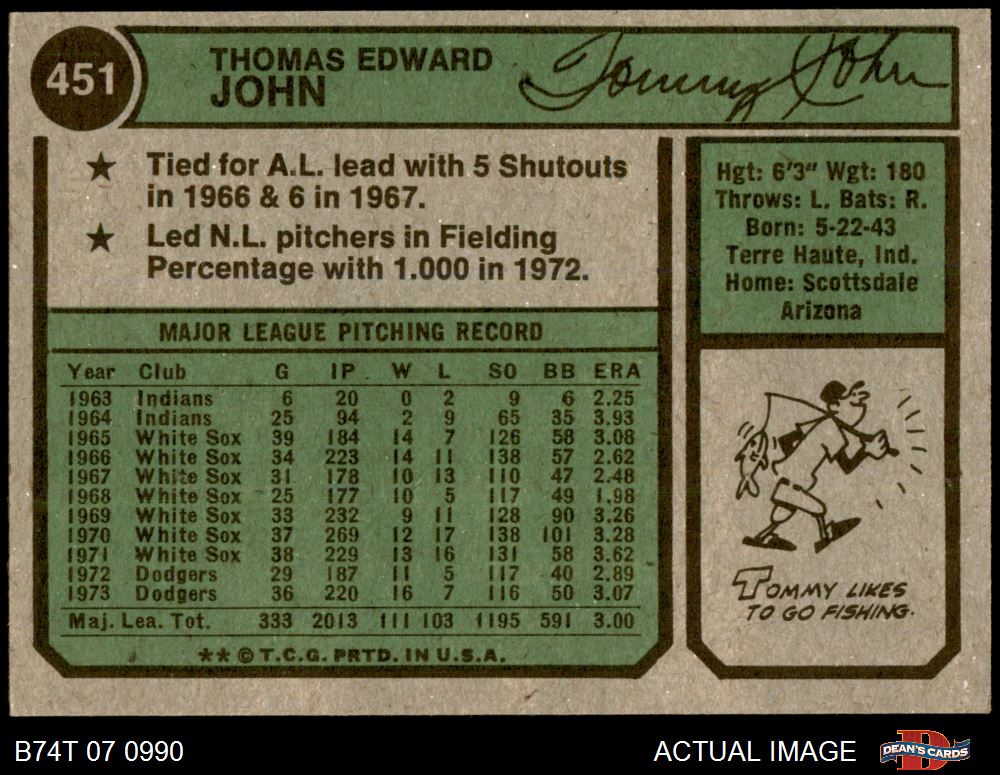 451
THOMAS EDWARD
JOHN
Tommy John
★ Tied for A.L. lead with 5 Shutouts
in 1966 & 6 in 1967.
★ Led N.L. pitchers in Fielding
Percentage with 1.000 in 1972.
MAJOR LEAGUE PITCHING RECORD
Year Club G IP W L SO BB ERA
1963 Indians 6 20 0 2 9 6 2.25
1964 Indians 25 94 2 9 65 35 3.93
1965 White Sox 39 184 14 7 126 58 3.08
1966 White Sox 34 223 14 11 138 57 2.62
1967 White Sox 31 178 10 13 110 47 2.48
1968 White Sox 25 177 10 5 117 49 1.98
1969 White Sox 33 232 9 11 128 90 3.26
1970 White Sox 37 269 12 17 138 101 3.28
1971 White Sox 38 229 13 16 131 58 3.62
1972 Dodgers 29 187 11 5 117 40 2.89
1973 Dodgers 36 220 16 7 116 50 3.07
Maj. Lea. Tot. 333 2013 111 103 1195 591 3.00
** © T.C.G. PRTD. IN U.S.A.
Hgt: 6'3" Wgt: 180
Throws: L. Bats: R.
Born: 5-22-43
Terre Haute, Ind.
Home: Scottsdale
Arizona
TOMMY LIKES
TO GO FISHING.
B74T 07 0990
ACTUAL IMAGE
DEAN'S CARDS